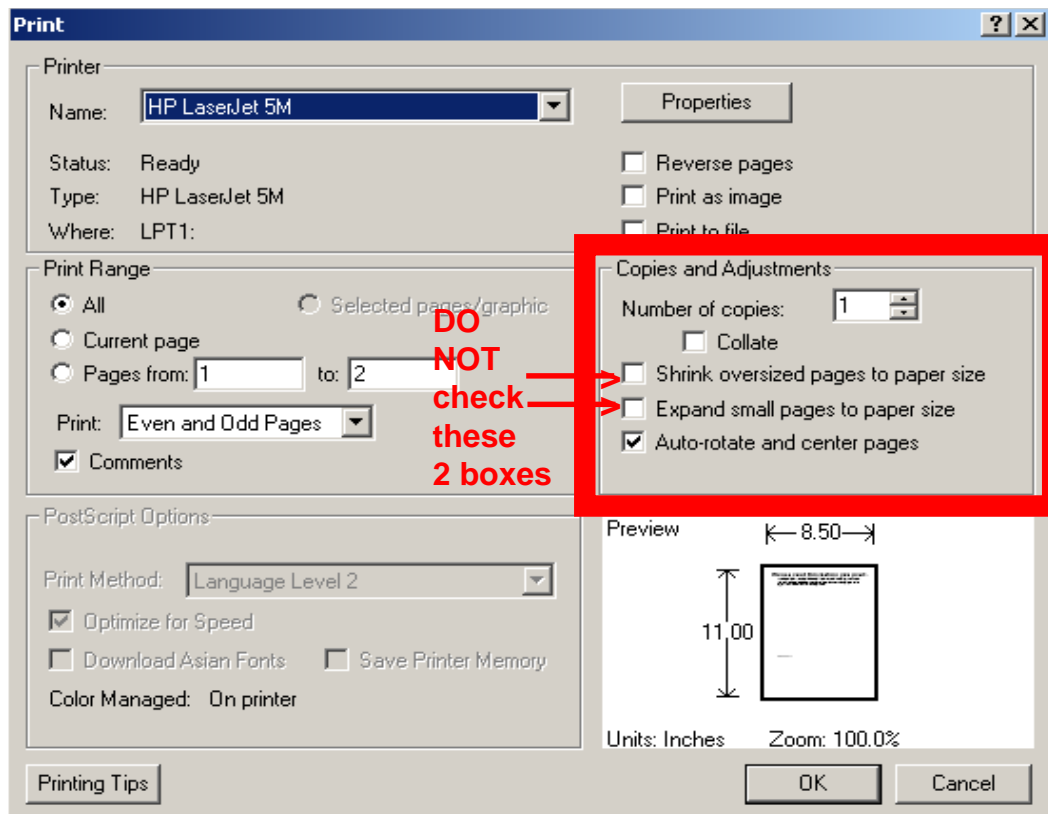 Print
Printer
Name: HP LaserJet 5M
Properties
Status: Ready
Reverse pages
Type: HP LaserJet 5M
Print as image
Where: LPT1:
Print to file
Print Range
All
Selected pages/graphic
Current page
Pages from: 1 to: 2
Print: Even and Odd Pages
Comments
DO
NOT
check
these
2 boxes
Copies and Adjustments
Number of copies: 1
Collate
Shrink oversized pages to paper size
Expand small pages to paper size
Auto-rotate and center pages
PostScript Options
Print Method: Language Level 2
Optimize for Speed
Download Asian Fonts Save Printer Memory
Color Managed: On printer
Preview
8.50
11.00
Units: Inches Zoom: 100.0%
Printing Tips
OK
Cancel